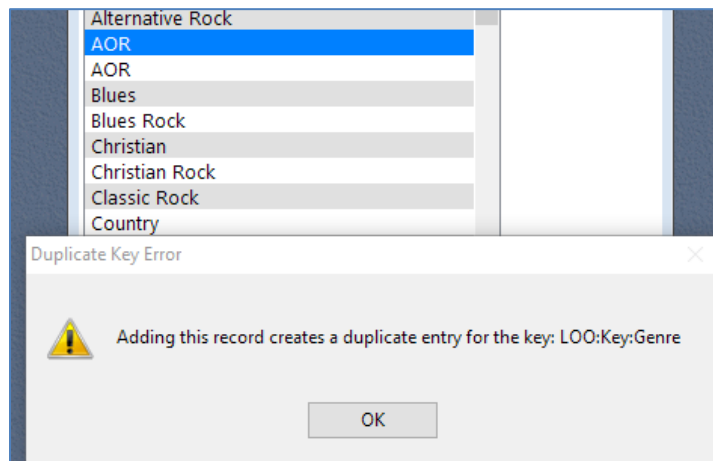 Alternative Rock
AOR
AOR
Blues
Blues Rock
Christian
Christian Rock
Classic Rock
Country
Duplicate Key Error
Adding this record creates a duplicate entry for the key: LOO:Key:Genre
OK